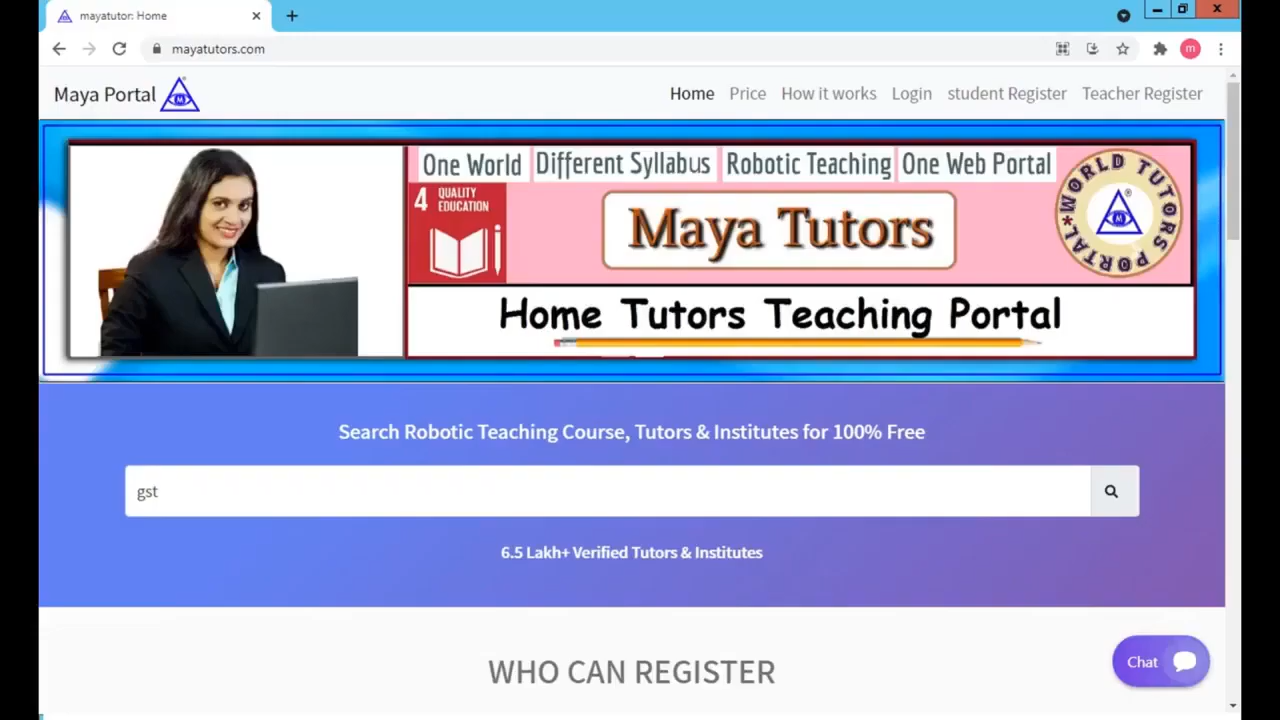 mayatutor: Home
mayatutors.com
m
Maya Portal
M
Home Price How it works Login student Register Teacher Register
One World Different Syllabus Robotic Teaching One Web Portal
4 QUALITY
EDUCATION
Maya Tutors
WORLD TUTORS PORTAL
M
Home Tutors Teaching Portal
Search Robotic Teaching Course, Tutors & Institutes for 100% Free
gst
6.5 Lakh+ Verified Tutors & Institutes
WHO CAN REGISTER
Chat